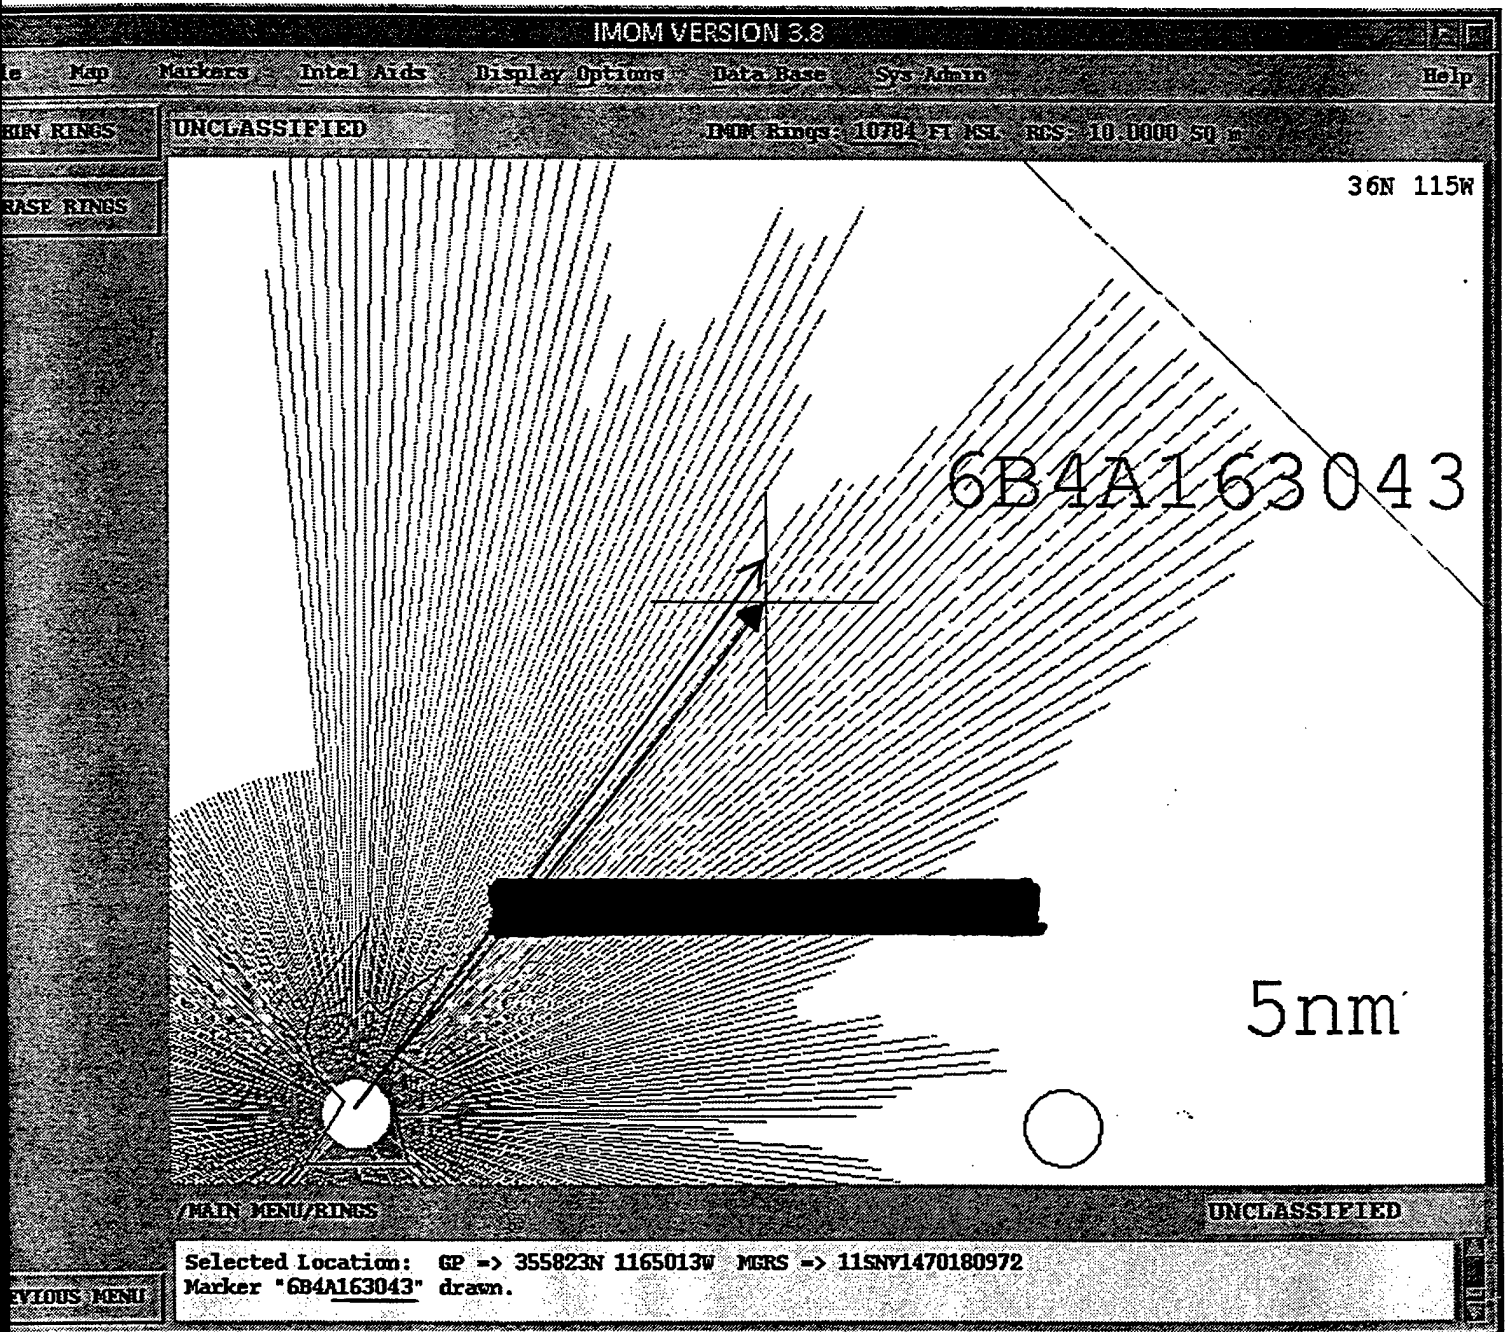 IMOM VERSION 3.8
Map Markers Intel Aids Display Options Data Base Sys Admin Help
RINGS
UNCLASSIFIED IMOM Rings: 10784 FT MSL RCS: 10.0000 SQ m
36N 115W
RINGS
6B4A163043
5nm
/MAIN MENU/RINGS UNCLASSIFIED
Selected Location: GP => 355823N 1165013W MGRS => 11SNV1470180972
Marker "6B4A163043" drawn.
MENU